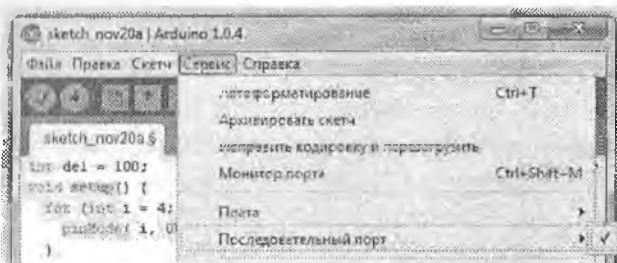 sketch_nov20a | Arduino 1.0.4
Файл Правка Скетч Сервис Справка
Автоформатирование Ctrl+T
Архивировать скетч
Исправить кодировку и перезагрузить
Монитор порта Ctrl+Shift+M
Плата
Последовательный порт
sketch_nov20a §
int del = 100;
void setup() {
for (int i = 4;
pinMode( i,
}